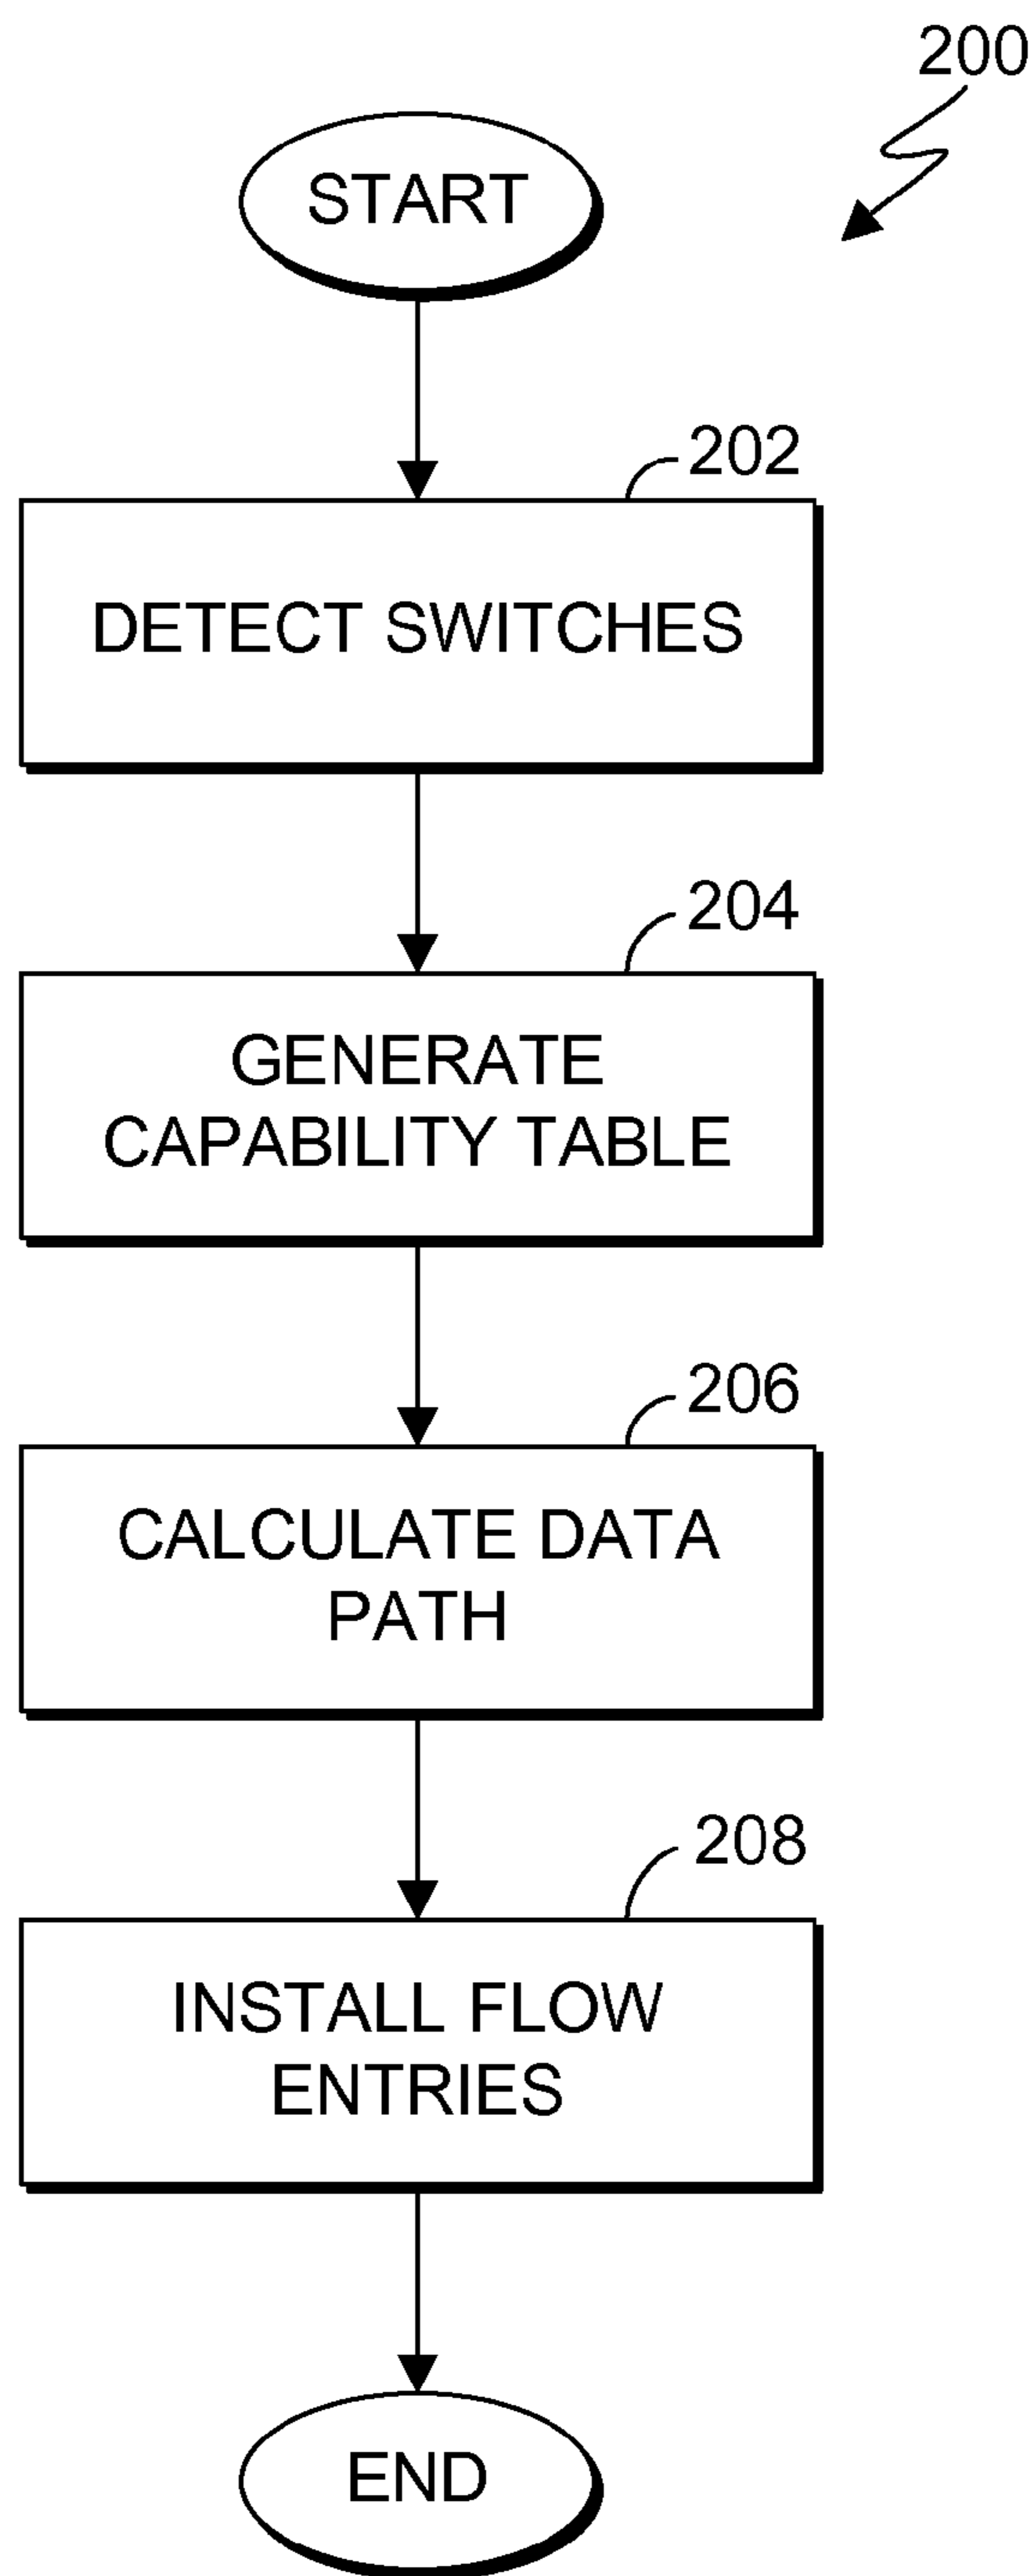 200
START
202
DETECT SWITCHES
204
GENERATE
CAPABILITY TABLE
206
CALCULATE DATA
PATH
208
INSTALL FLOW
ENTRIES
END